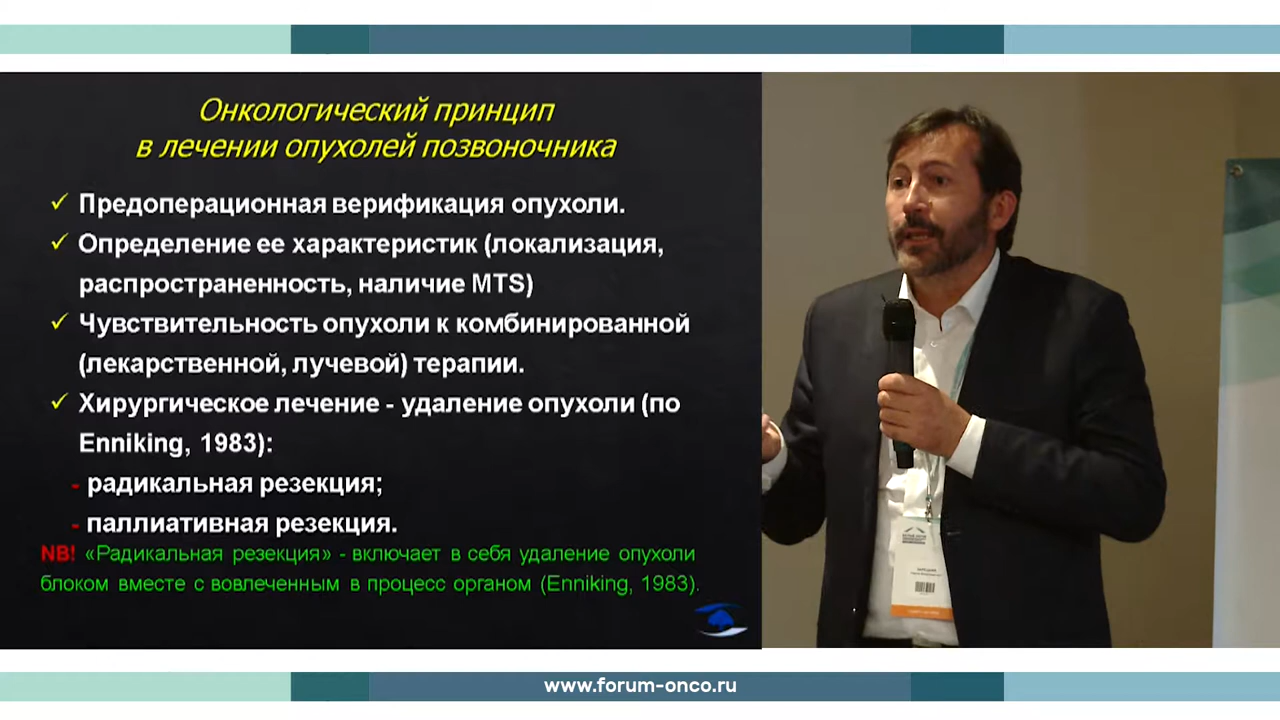 Онкологический принцип
в лечении опухолей позвоночника
✓ Предоперационная верификация опухоли.
✓ Определение ее характеристик (локализация,
распространенность, наличие MTS)
✓ Чувствительность опухоли к комбинированной
(лекарственной, лучевой) терапии.
✓ Хирургическое лечение - удаление опухоли (по
Enniking, 1983):
- радикальная резекция;
- паллиативная резекция.
NB! «Радикальная резекция» - включает в себя удаление опухоли
блоком вместе с вовлеченным в процесс органом (Enniking, 1983).
www.forum-onco.ru